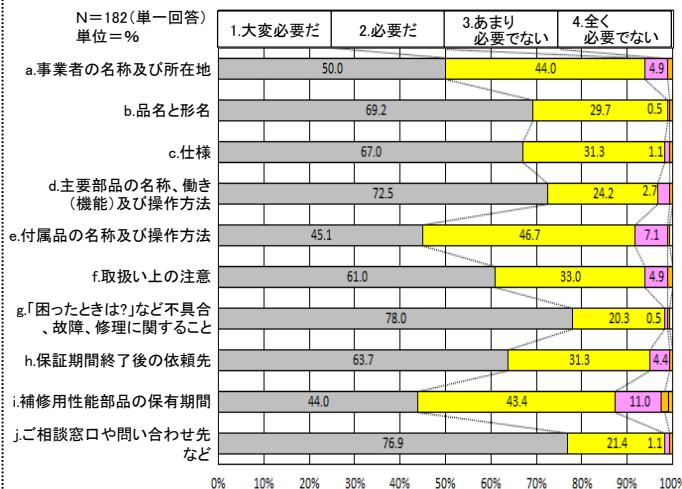 N=182(単一回答)
単位=%
1.大変必要だ 2.必要だ 3.あまり必要でない 4.全く必要でない
a.事業者の名称及び所在地 50.0 44.0 4.9
b.品名と形名 69.2 29.7 0.5
c.仕様 67.0 31.3 1.1
d.主要部品の名称、働き
(機能)及び操作方法 72.5 24.2 2.7
e.付属品の名称及び操作方法 45.1 46.7 7.1
f.取扱い上の注意 61.0 33.0 4.9
g.「困ったときは?」など不具合
、故障、修理に関すること 78.0 20.3 0.5
h.保証期間終了後の依頼先 63.7 31.3 4.4
i.補修用性能部品の保有期間 44.0 43.4 11.0
j.ご相談窓口や問い合わせ先
など 76.9 21.4 1.1
0% 10% 20% 30% 40% 50% 60% 70% 80% 90% 100%